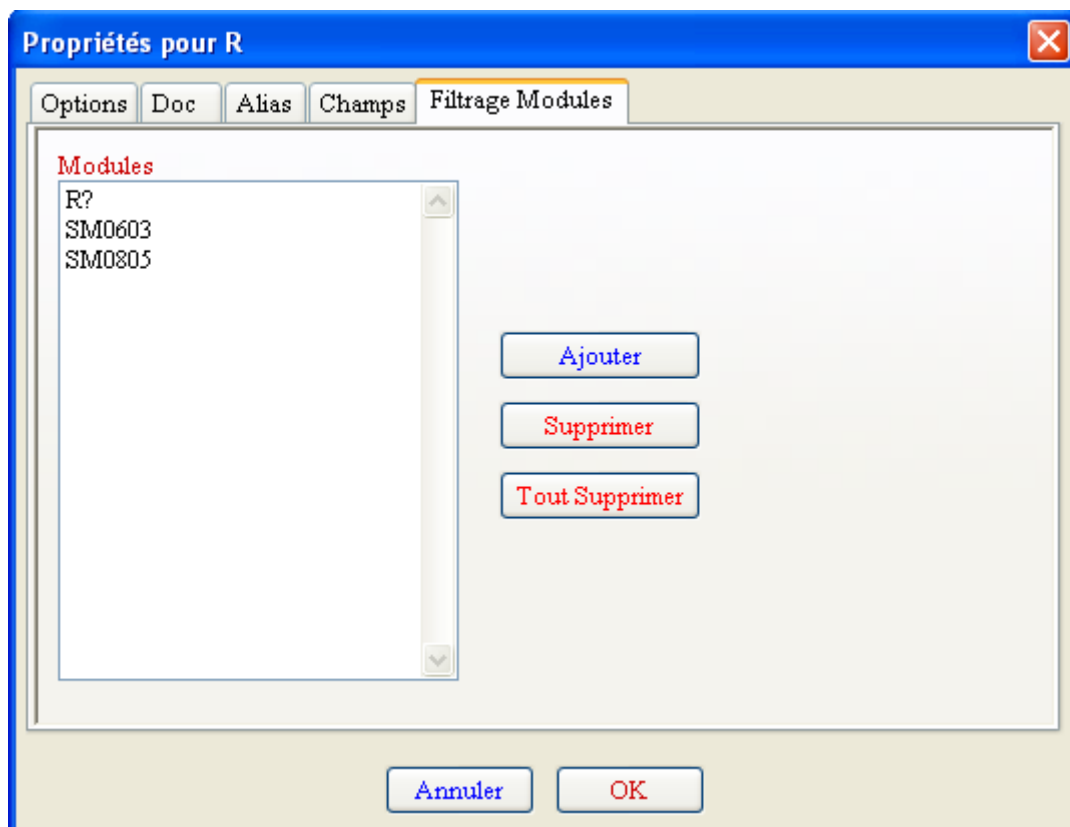 Propriétés pour R
Options Doc Alias Champs Filtrage Modules
Modules
R?
SM0603
SM0805
Ajouter
Supprimer
Tout Supprimer
Annuler OK